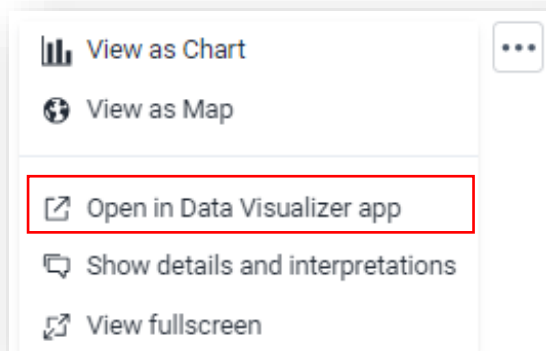 View as Chart
View as Map
Open in Data Visualizer app
Show details and interpretations
View fullscreen